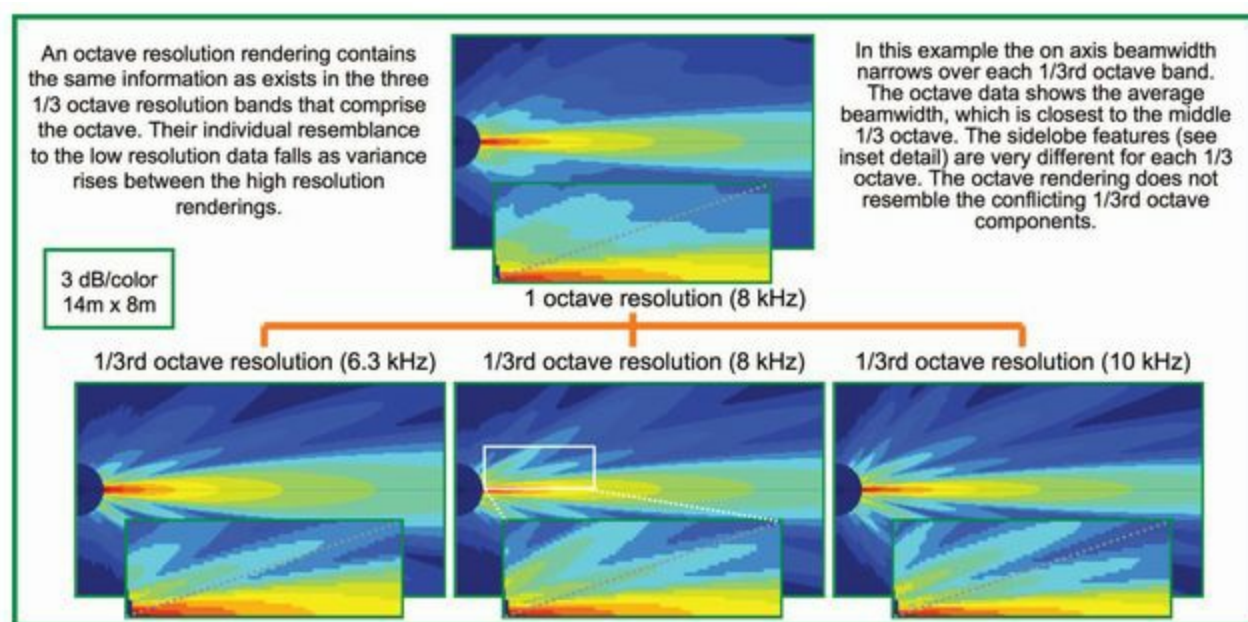 An octave resolution rendering contains
the same information as exists in the three
1/3 octave resolution bands that comprise
the octave. Their individual resemblance
to the low resolution data falls as variance
rises between the high resolution
renderings.
In this example the on axis beamwidth
narrows over each 1/3rd octave band.
The octave data shows the average
beamwidth, which is closest to the middle
1/3 octave. The sidelobe features (see
inset detail) are very different for each 1/3
octave. The octave rendering does not
resemble the conflicting 1/3rd octave
components.
3 dB/color
14m x 8m
1 octave resolution (8 kHz)
1/3rd octave resolution (6.3 kHz)
1/3rd octave resolution (8 kHz)
1/3rd octave resolution (10 kHz)